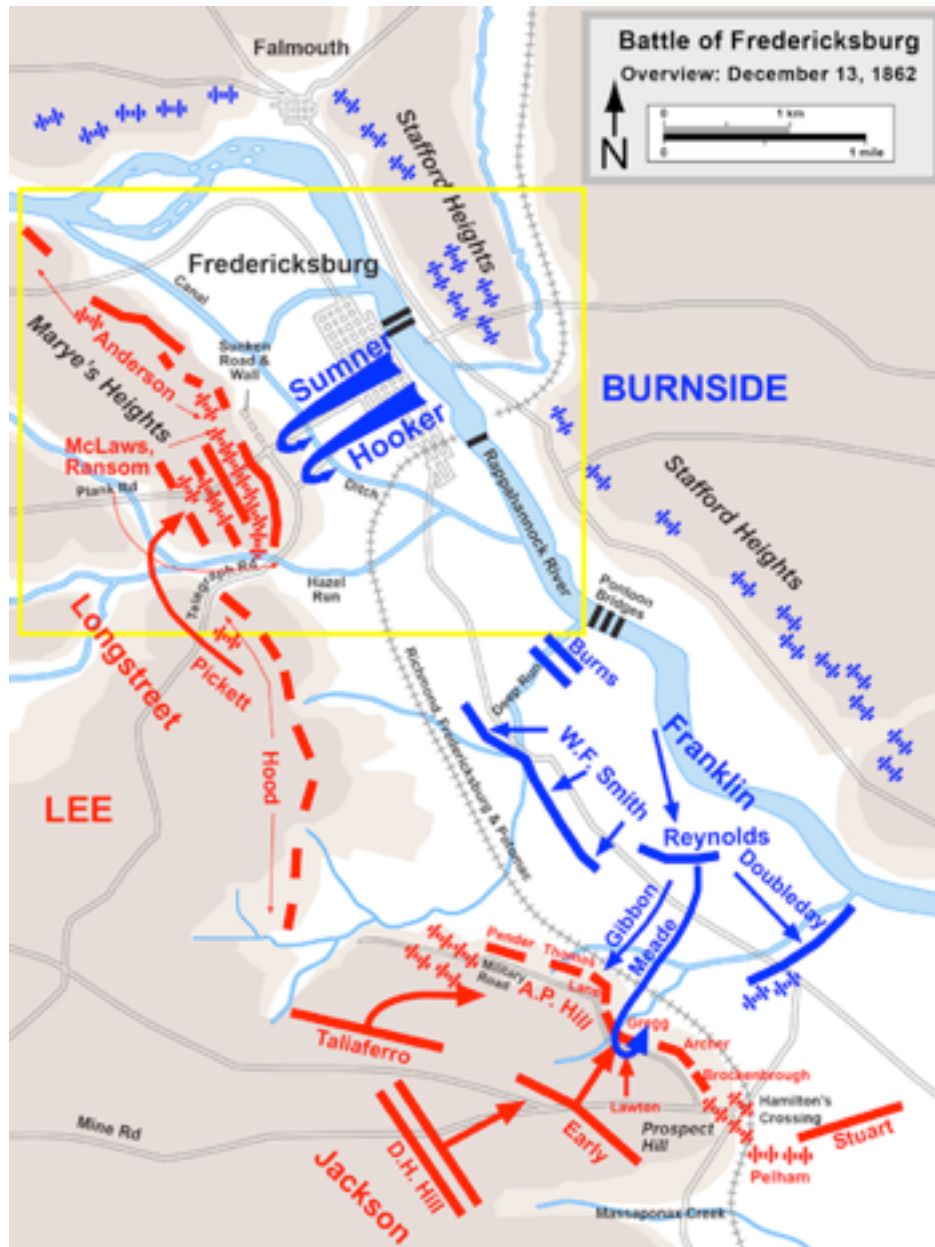 Battle of Fredericksburg
Overview: December 13, 1862
N
0 1 km
0 1 mile
Falmouth
Stafford Heights
Fredericksburg
Canal
Sunken
Road &
Wall
Marye's Heights
Anderson
Sumner
Hooker
BURNSIDE
McLaws,
Ransom
Plank Rd
Ditch
Rappahannock River
Stafford Heights
Telegraph Rd
Hazel
Run
Pontoon
Bridges
Longstreet
Pickett
Burns
Deep Run
Richmond, Fredericksburg & Potomac
Franklin
W.F. Smith
Hood
LEE
Reynolds
Doubleday
Gibbon
Meade
Pender
Thomas
Lane
Military
Road
A.P. Hill
Gregg
Archer
Taliaferro
Brockenbrough
Lawton
Hamilton's
Crossing
Mine Rd
Early
Prospect
Hill
Stuart
D.H. Hill
Jackson
Pelham
Massaponax Creek